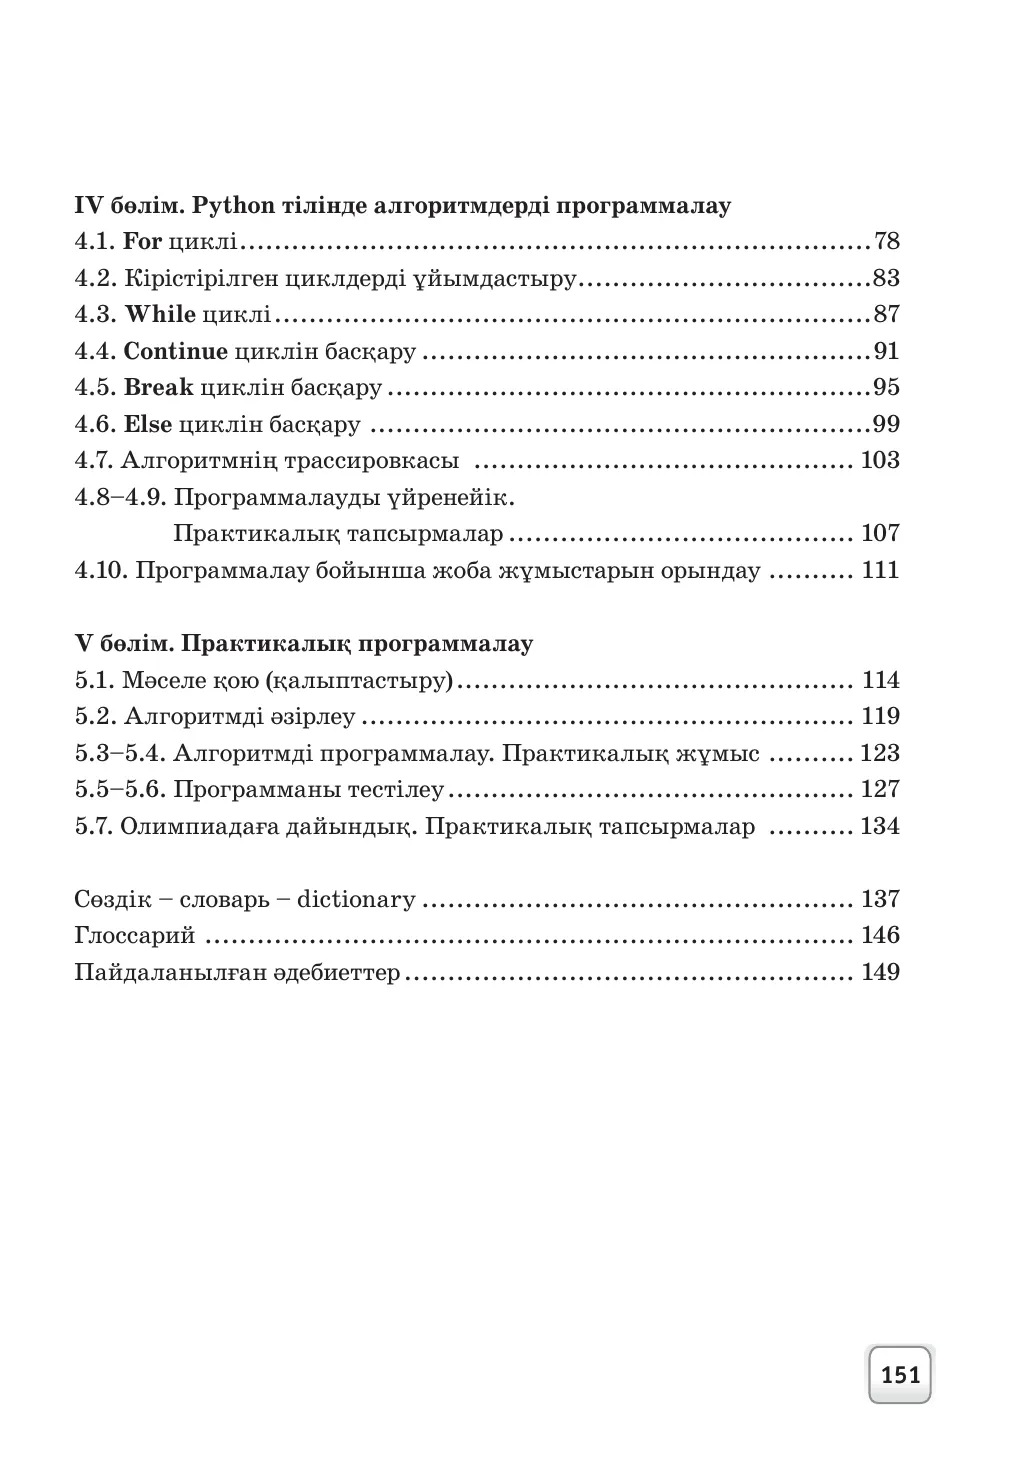 IV бөлім. Python тілінде алгоритмдерді программалау
4.1. For циклі.........................................................................78
4.2. Кірістірілген циклдерді ұйымдастыру..................................83
4.3. While циклі.....................................................................87
4.4. Continue циклін басқару ....................................................91
4.5. Break циклін басқару ........................................................95
4.6. Else циклін басқару ..........................................................99
4.7. Алгоритмнің трассировкасы ............................................ 103
4.8–4.9. Программалауды үйренейік.
Практикалық тапсырмалар ........................................ 107
4.10. Программалау бойынша жоба жұмыстарын орындау .......... 111
V бөлім. Практикалық программалау
5.1. Мәселе қою (қалыптастыру).............................................. 114
5.2. Алгоритмді әзірлеу ......................................................... 119
5.3–5.4. Алгоритмді программалау. Практикалық жұмыс .......... 123
5.5–5.6. Программаны тестілеу............................................... 127
5.7. Олимпиадаға дайындық. Практикалық тапсырмалар .......... 134
Сөздік – словарь – dictionary .................................................. 137
Глоссарий ........................................................................... 146
Пайдаланылған әдебиеттер.................................................... 149
151